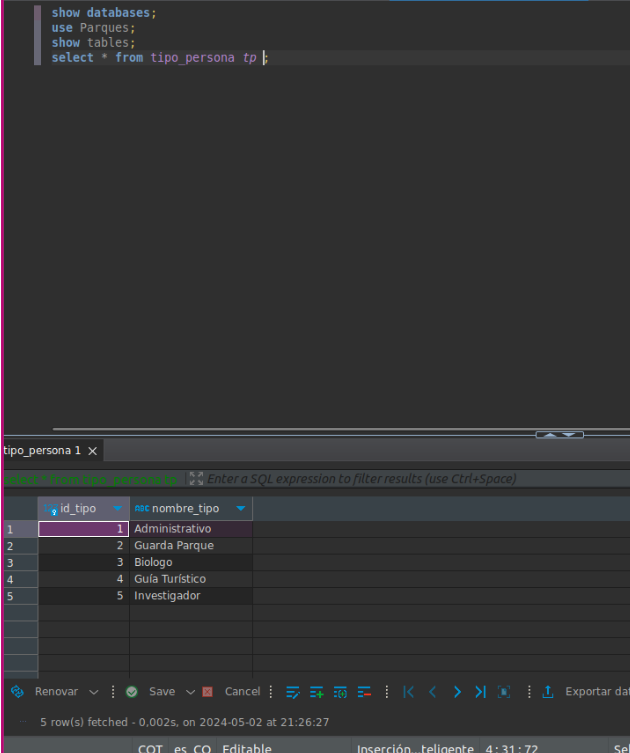 show databases;
use Parques;
show tables;
select * from tipo_persona tp ;
tipo_persona 1
select * from tipo_persona tp
Enter a SQL expression to filter results (use Ctrl+Space)
id_tipo ABC nombre_tipo
1 1 Administrativo
2 2 Guarda Parque
3 3 Biologo
4 4 Guía Turístico
5 5 Investigador
Renovar Save Cancel Exportar dat
5 row(s) fetched - 0,002s, on 2024-05-02 at 21:26:27
COT es_CO Editable Inserción...teligente 4:31:72 Se